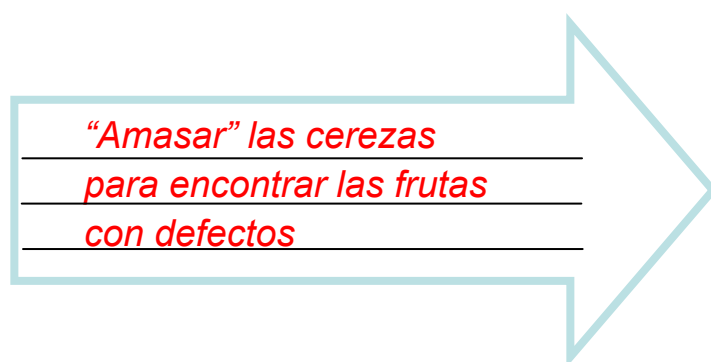 “Amasar” las cerezas
para encontrar las frutas
con defectos